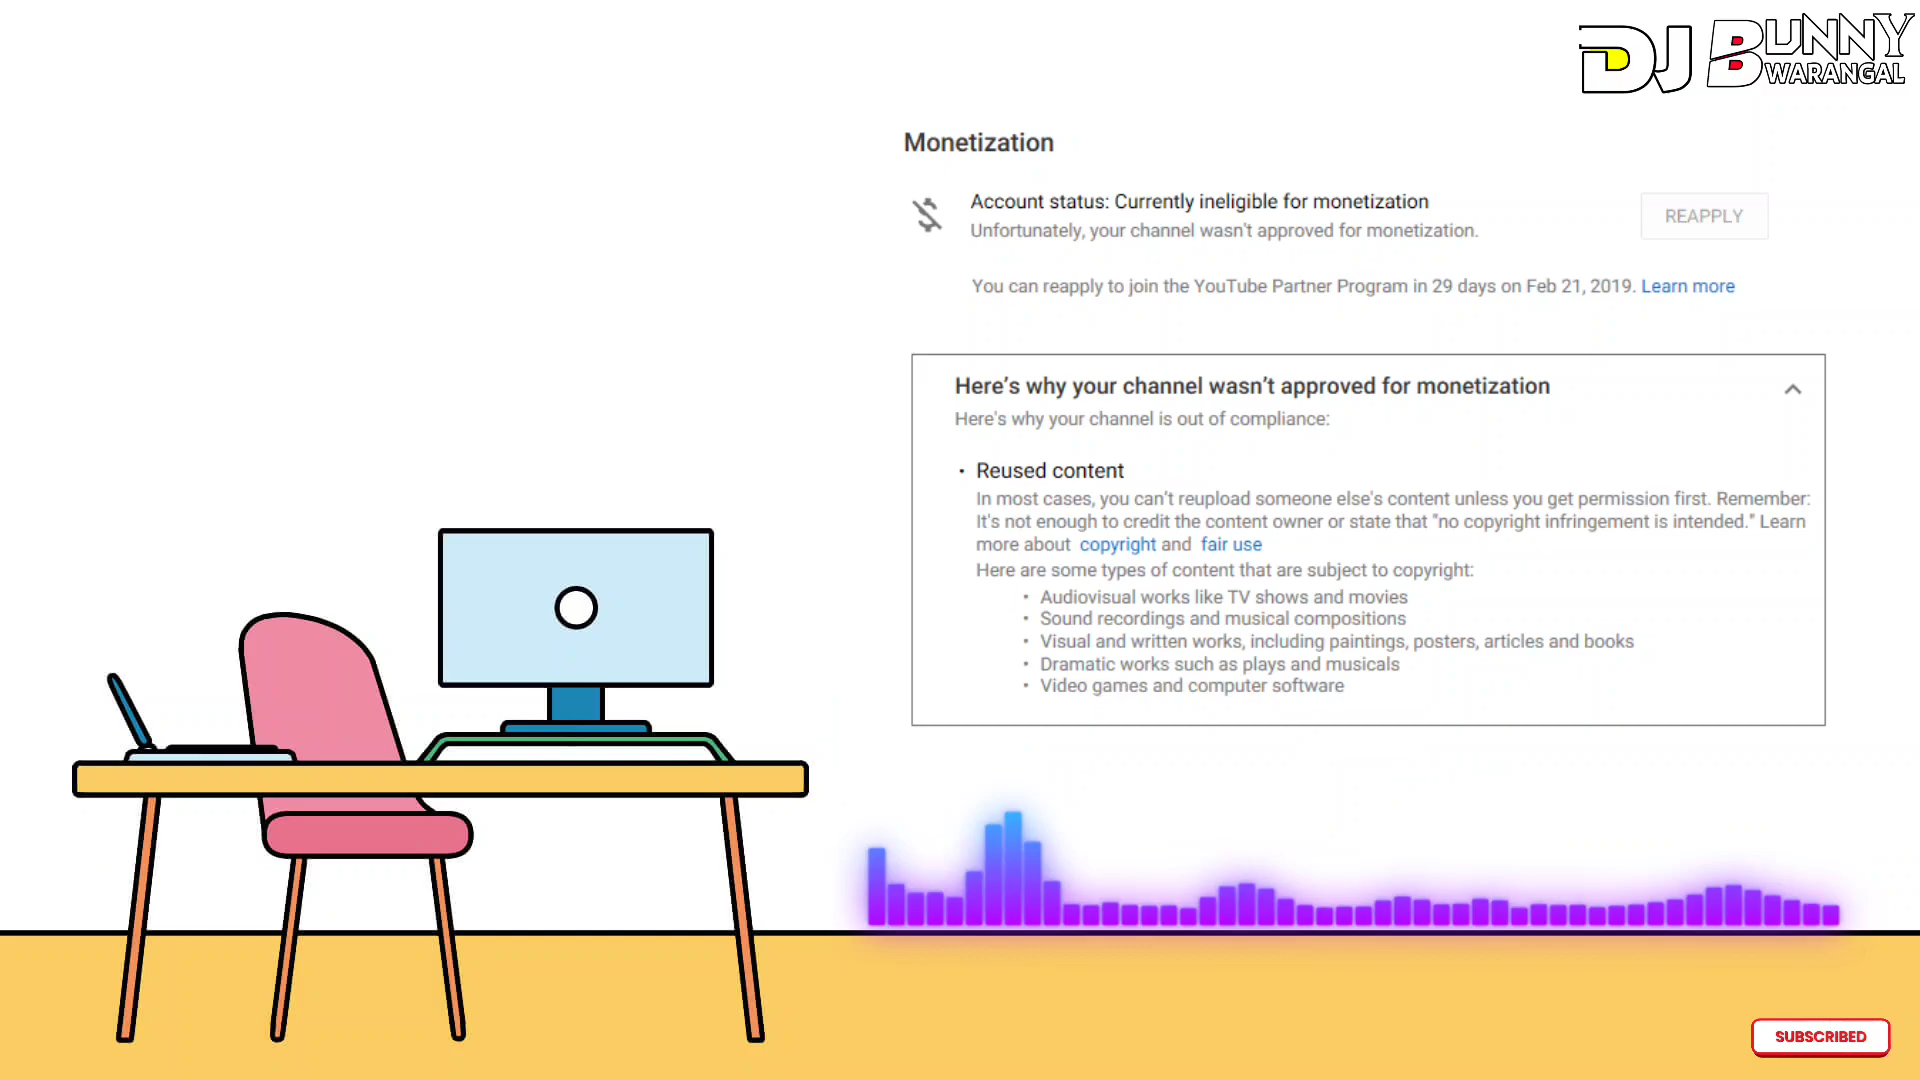 DJ BUNNY
WARANGAL
Monetization
Account status: Currently ineligible for monetization
REAPPLY
Unfortunately, your channel wasn't approved for monetization.
You can reapply to join the YouTube Partner Program in 29 days on Feb 21, 2019. Learn more
Here's why your channel wasn't approved for monetization
Here's why your channel is out of compliance:
• Reused content
In most cases, you can't reupload someone else's content unless you get permission first. Remember:
It's not enough to credit the content owner or state that "no copyright infringement is intended." Learn
more about copyright and fair use
Here are some types of content that are subject to copyright:
• Audiovisual works like TV shows and movies
• Sound recordings and musical compositions
• Visual and written works, including paintings, posters, articles and books
• Dramatic works such as plays and musicals
• Video games and computer software
SUBSCRIBED